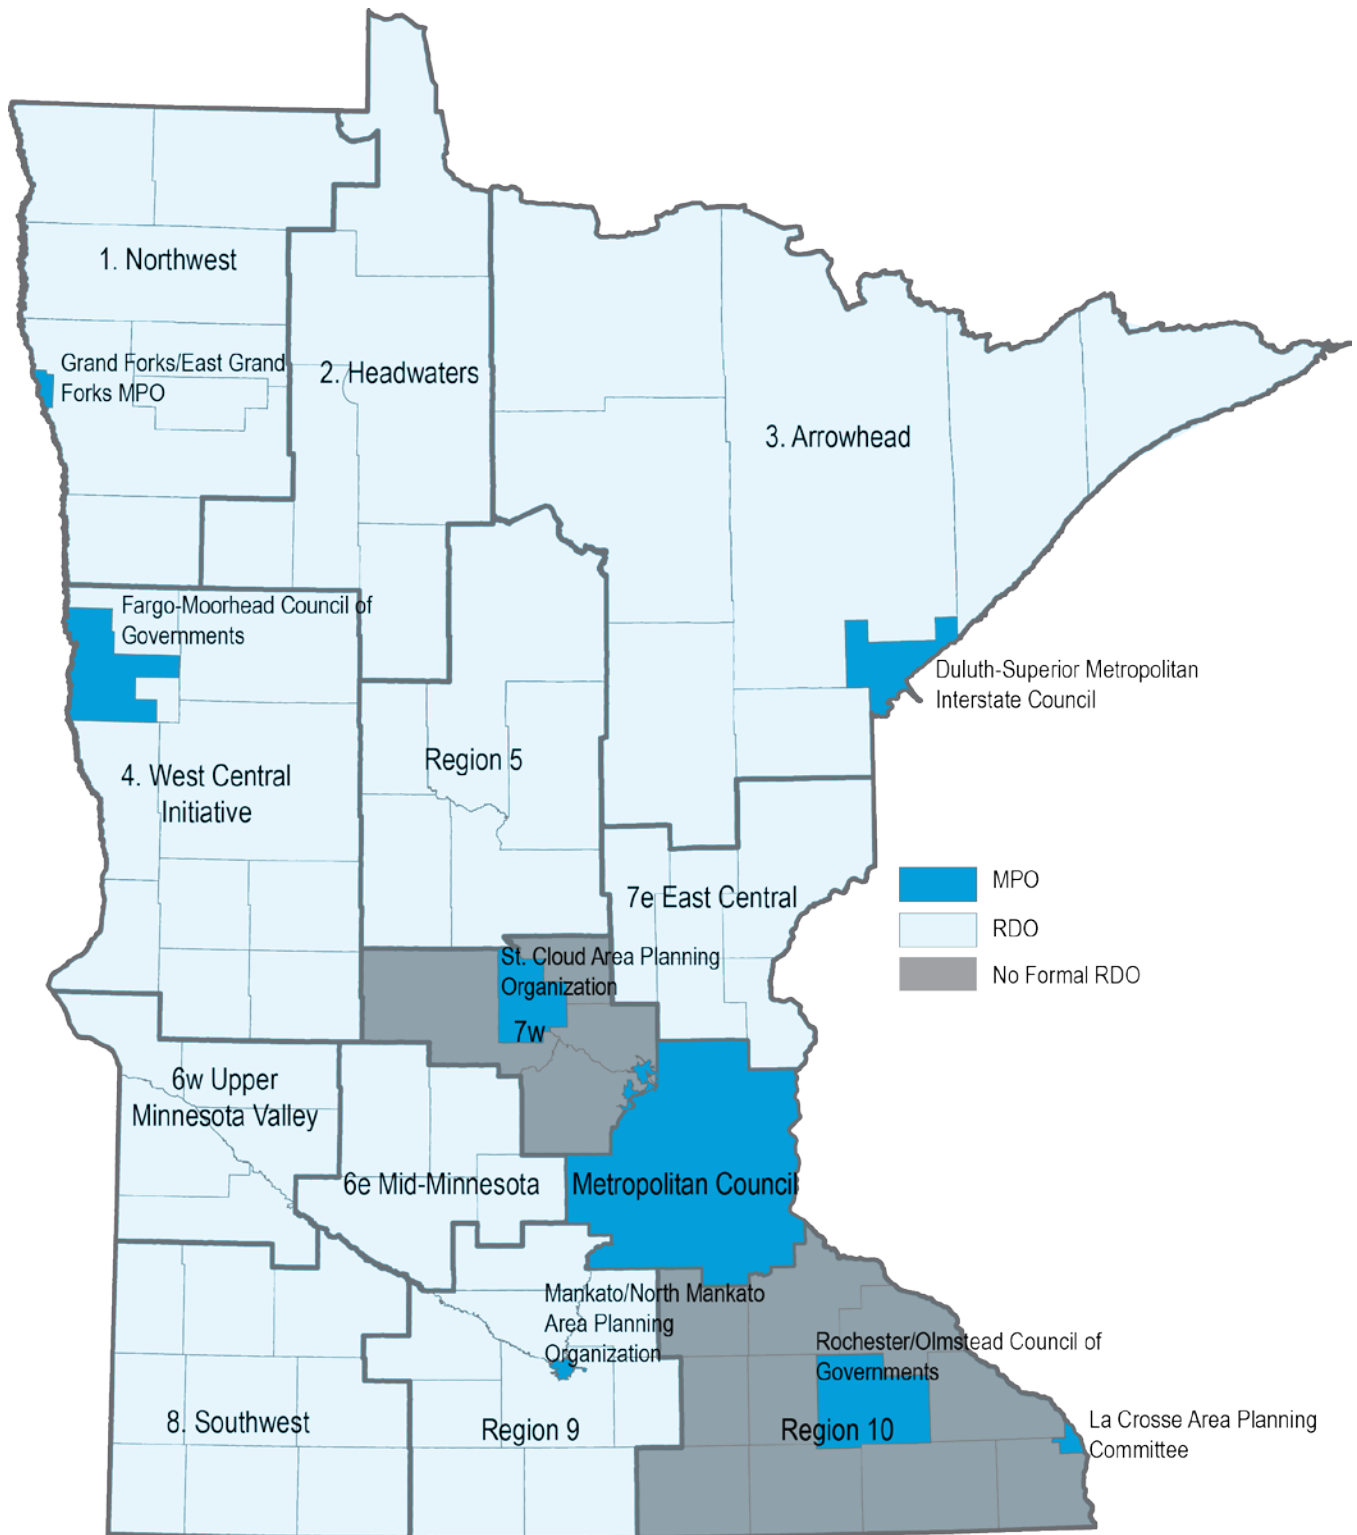 1. Northwest
Grand Forks/East Grand
Forks MPO
2. Headwaters
3. Arrowhead
Fargo-Moorhead Council of
Governments
Duluth-Superior Metropolitan
Interstate Council
Region 5
4. West Central
Initiative
MPO
RDO
No Formal RDO
7e East Central
St. Cloud Area Planning
Organization
7w
6w Upper
Minnesota Valley
6e Mid-Minnesota
Metropolitan Council
Mankato/North Mankato
Area Planning
Organization
Rochester/Olmstead Council of
Governments
8. Southwest
Region 9
Region 10
La Crosse Area Planning
Committee